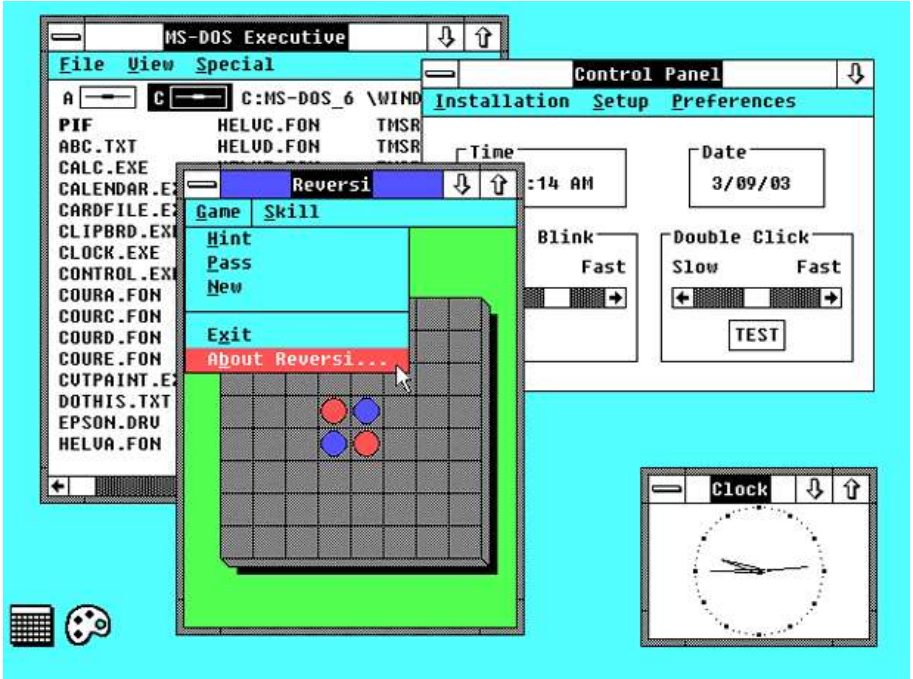 MS-DOS Executive
File View Special
A C C:MS-DOS_6 \WIND
PIF HELVC.FON TMSR
ABC.TXT HELVD.FON TMSR
CALC.EXE
CALENDAR.EX
CARDFILE.E
CLIPBRD.EX
CLOCK.EXE
CONTROL.EX
COURA.FON
COURC.FON
COURD.FON
COURE.FON
CVTPAINT.E
DOTHIS.TXT
EPSON.DRV
HELVA.FON
Reversi
Game Skill
Hint
Pass
New
Exit
About Reversi...
Control Panel
Installation Setup Preferences
Time
:14 AM
Date
3/09/03
Blink
Fast
Double Click
Slow Fast
TEST
Clock